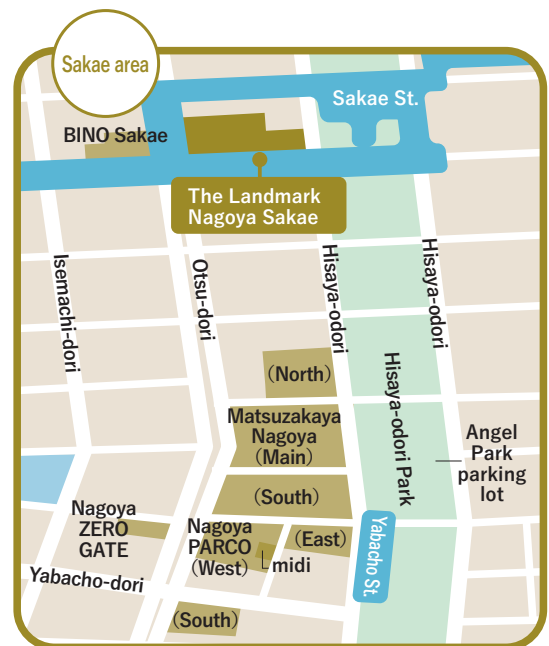 Sakae area
Sakae St.
BINO Sakae
The Landmark
Nagoya Sakae
Isemachi-dori
Otsu-dori
Hisaya-odori
Hisaya-odori
(North)
Hisaya-odori Park
Matsuzakaya
Nagoya
(Main)
Angel
Park
parking
lot
(South)
Nagoya
ZERO
GATE
Nagoya
PARCO
(West)
midi
(East)
Yabacho St.
Yabacho-dori
(South)